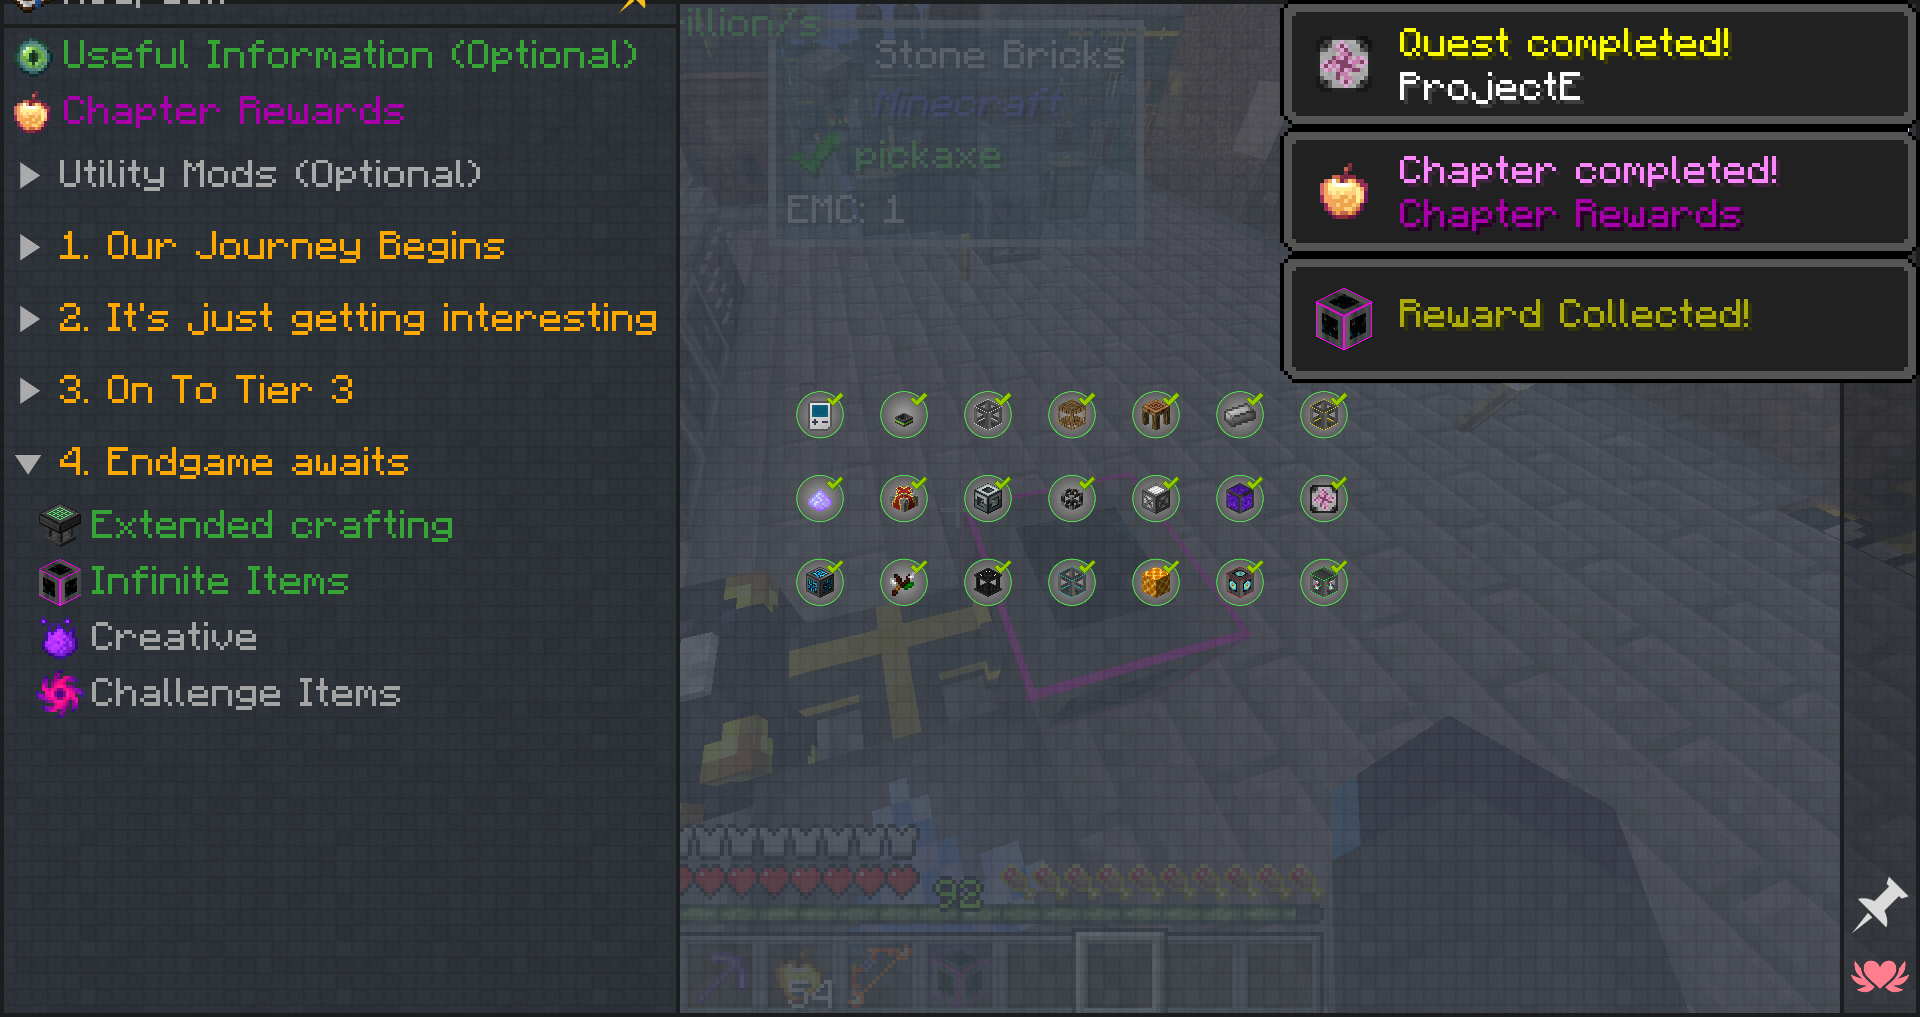 Useful Information (Optional)
Chapter Rewards
Utility Mods (Optional)
1. Our Journey Begins
2. It's just getting interesting
3. On To Tier 3
4. Endgame awaits
Extended crafting
Infinite Items
Creative
Challenge Items
rillion/s
Stone Bricks
Minecraft
pickaxe
EMC: 1
Quest completed!
ProjectE
Chapter completed!
Chapter Rewards
Reward Collected!
98
54